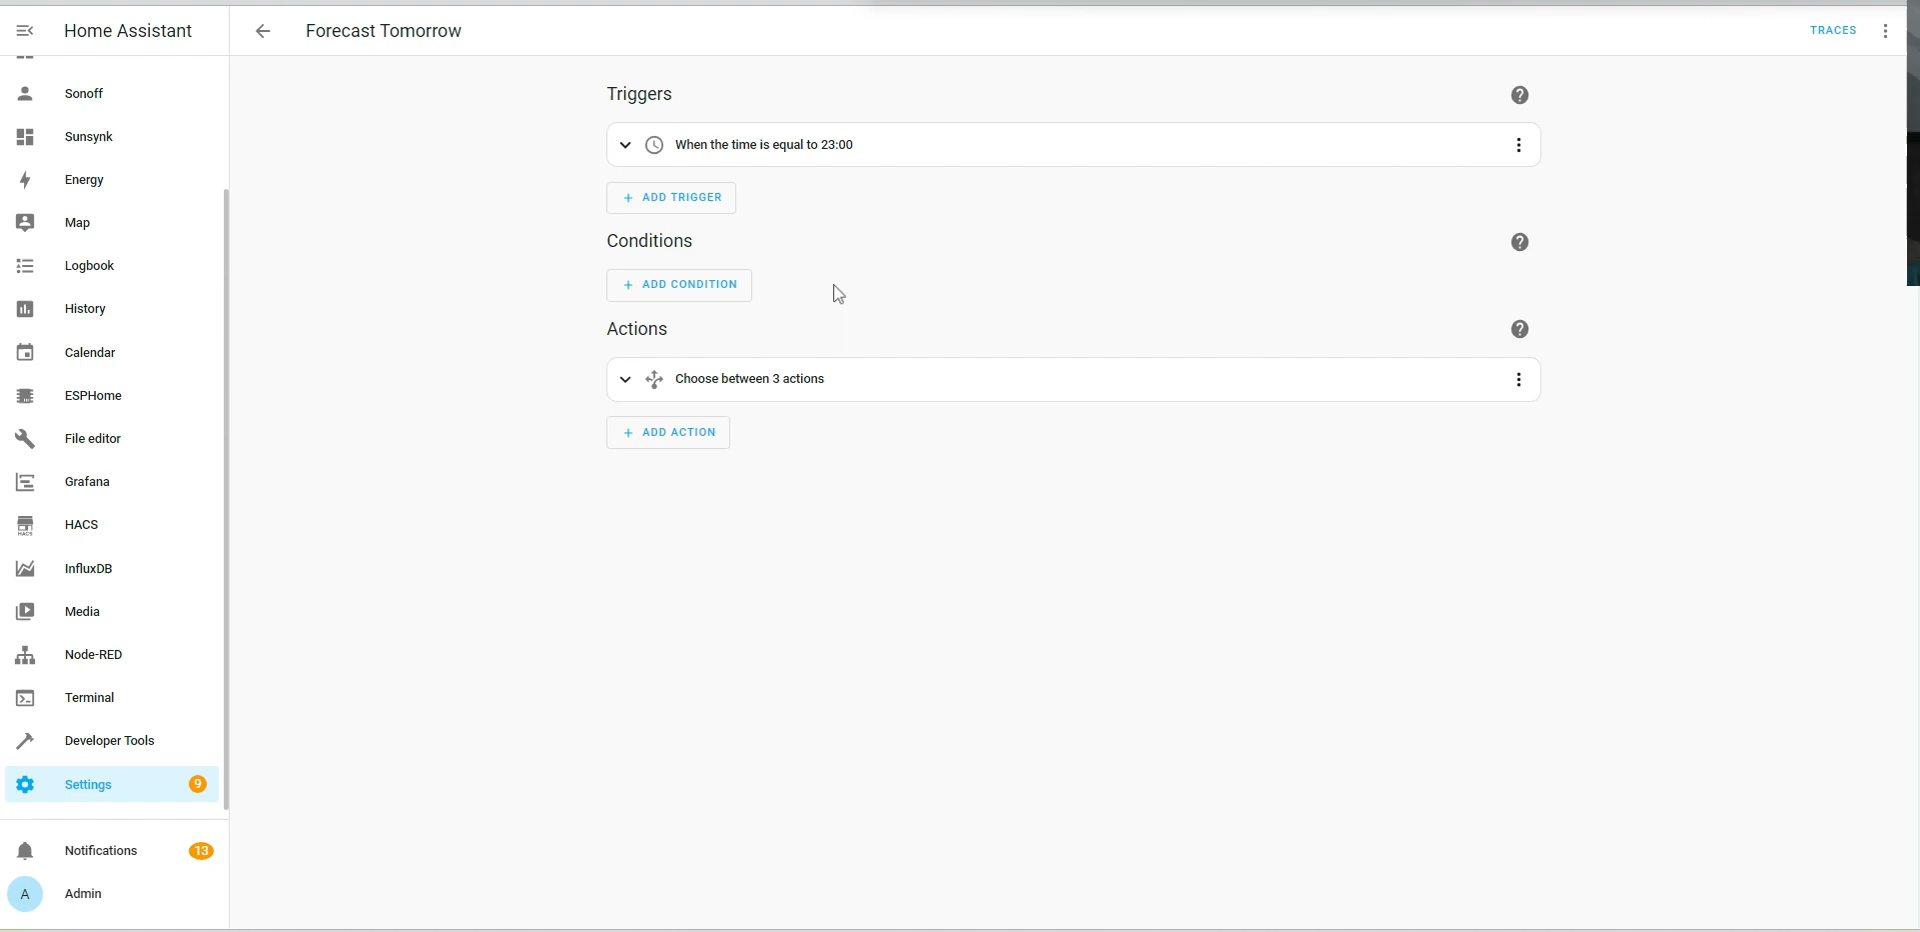 Home Assistant
Forecast Tomorrow
TRACES
Sonoff
Sunsynk
Energy
Map
Logbook
History
Calendar
ESPHome
File editor
Grafana
HACS
HACS
InfluxDB
Media
Node-RED
Terminal
Developer Tools
Settings 9
Notifications 13
A Admin
Triggers
When the time is equal to 23:00
+ ADD TRIGGER
Conditions
+ ADD CONDITION
Actions
Choose between 3 actions
+ ADD ACTION